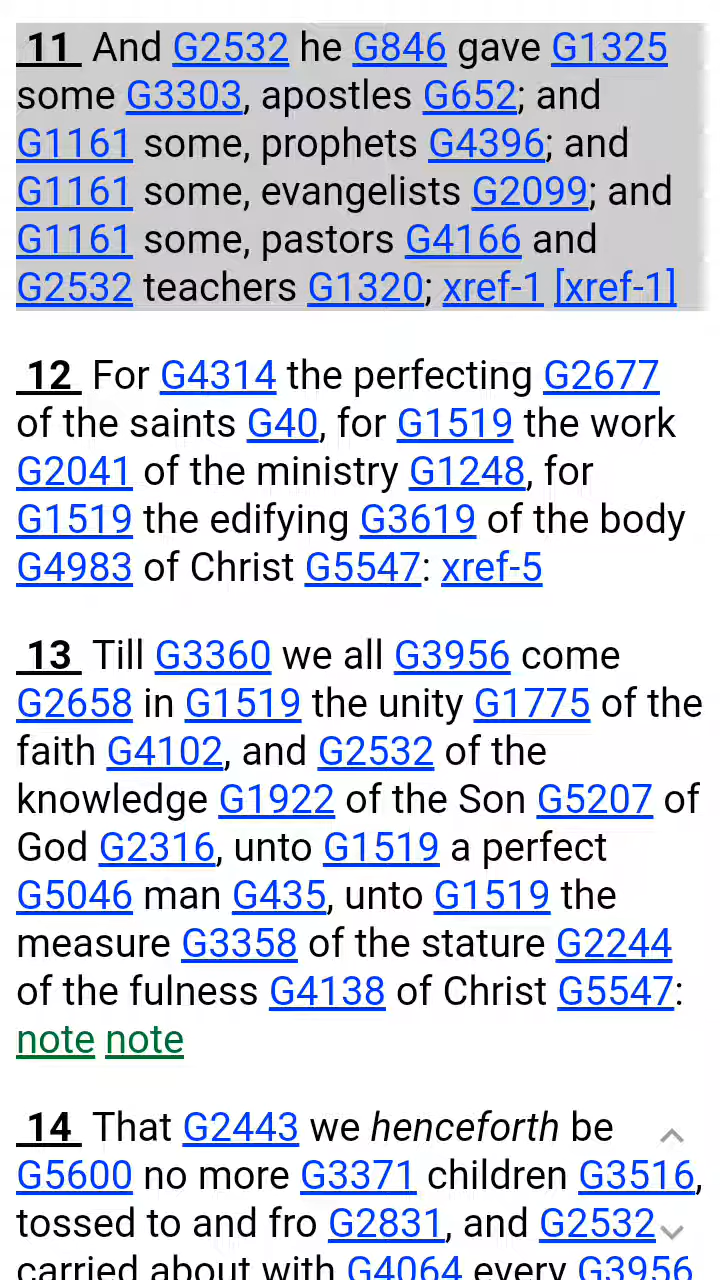 11 And G2532 he G846 gave G1325
some G3303, apostles G652; and
G1161 some, prophets G4396; and
G1161 some, evangelists G2099; and
G1161 some, pastors G4166 and
G2532 teachers G1320; xref-1 [xref-1]
12 For G4314 the perfecting G2677
of the saints G40, for G1519 the work
G2041 of the ministry G1248, for
G1519 the edifying G3619 of the body
G4983 of Christ G5547: xref-5
13 Till G3360 we all G3956 come
G2658 in G1519 the unity G1775 of the
faith G4102, and G2532 of the
knowledge G1922 of the Son G5207 of
God G2316, unto G1519 a perfect
G5046 man G435, unto G1519 the
measure G3358 of the stature G2244
of the fulness G4138 of Christ G5547:
note note
14 That G2443 we henceforth be
G5600 no more G3371 children G3516,
tossed to and fro G2831, and G2532
carried about with G4064 every G3956